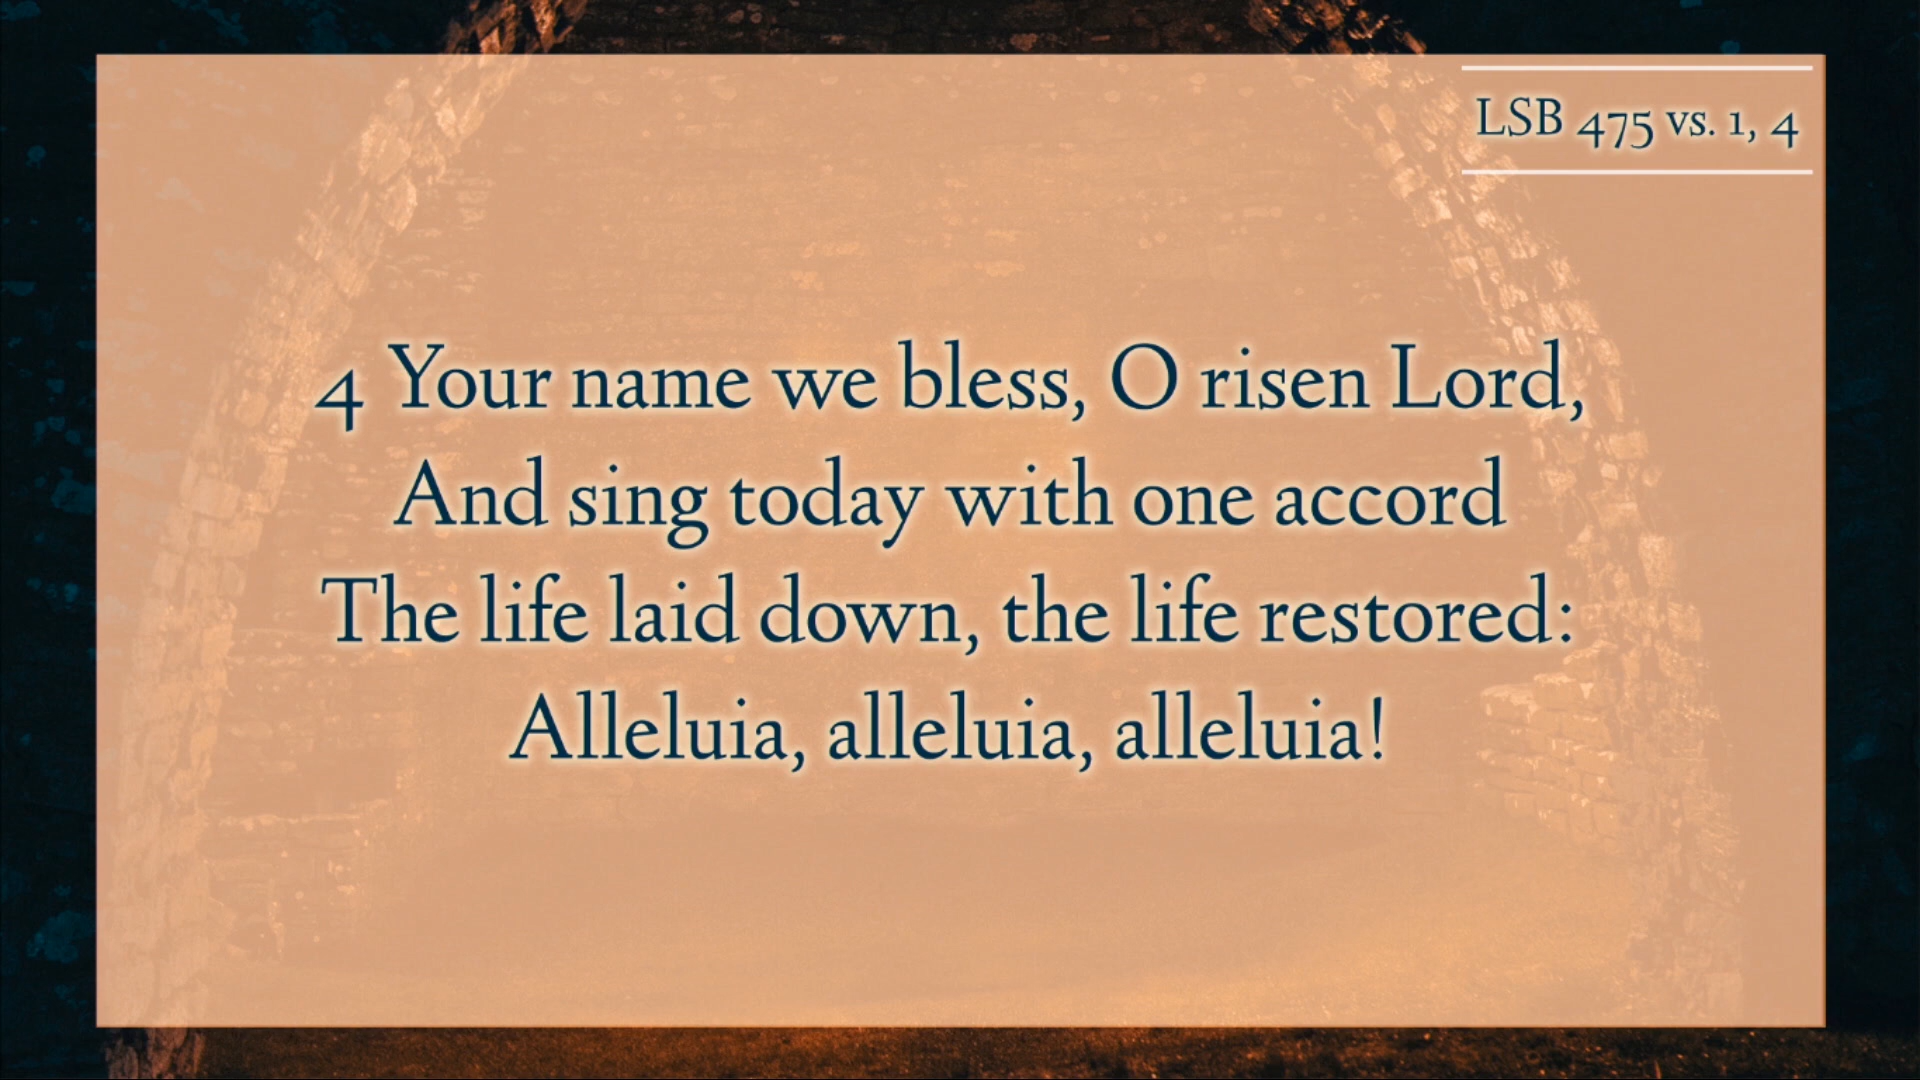 LSB 475 vs. 1, 4
4 Your name we bless, O risen Lord,
And sing today with one accord
The life laid down, the life restored:
Alleluia, alleluia, alleluia!